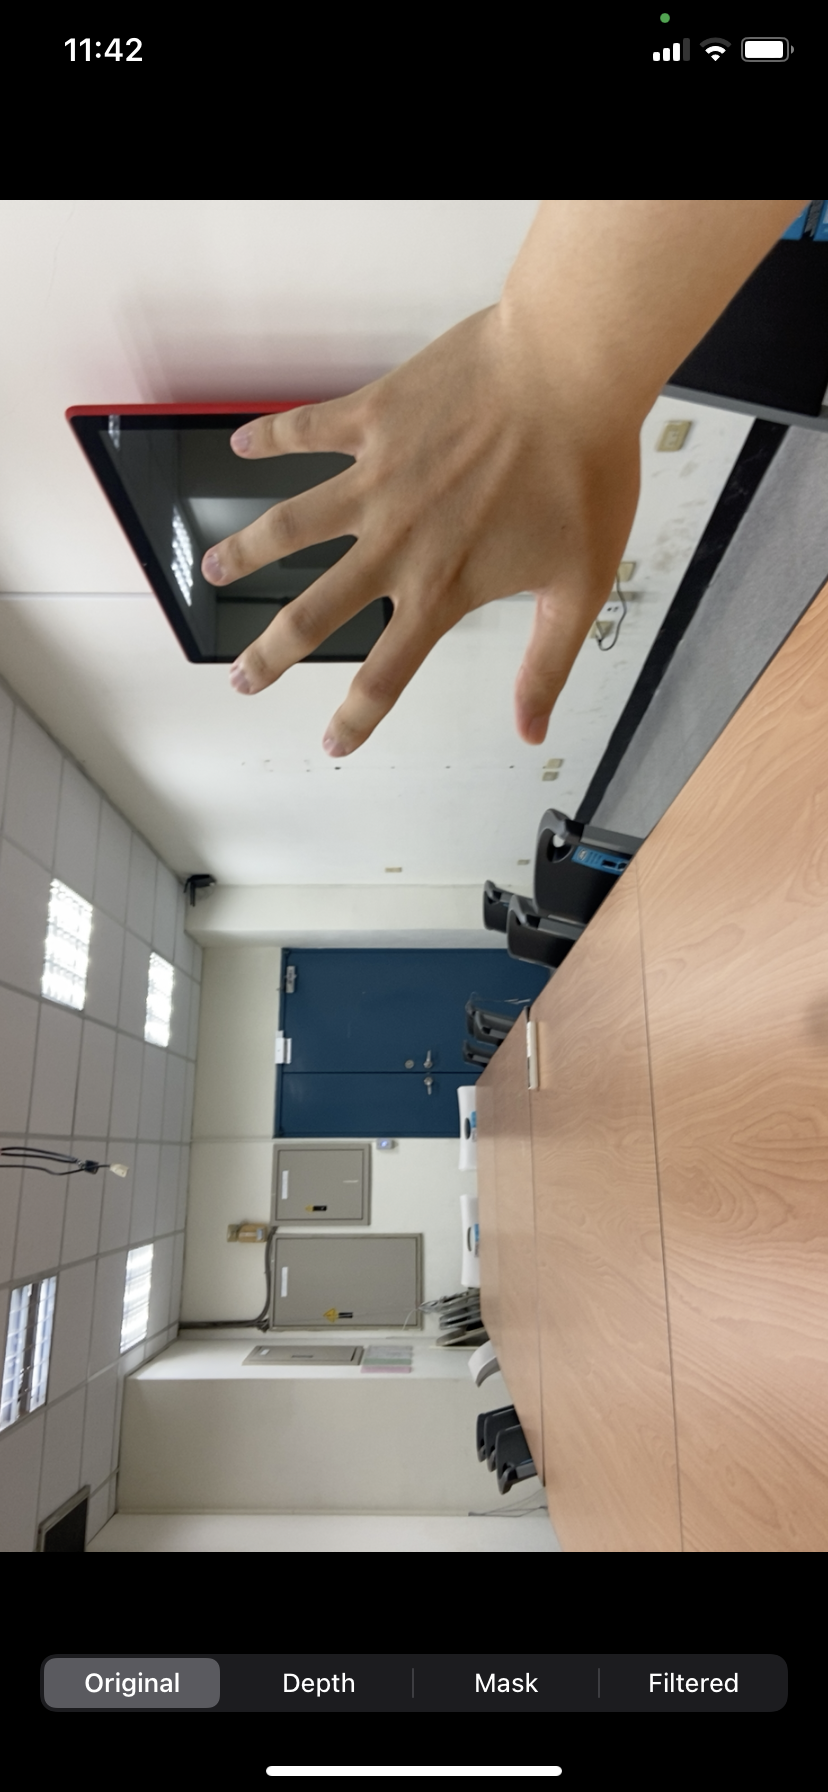 11:42
Original
Depth
Mask
Filtered